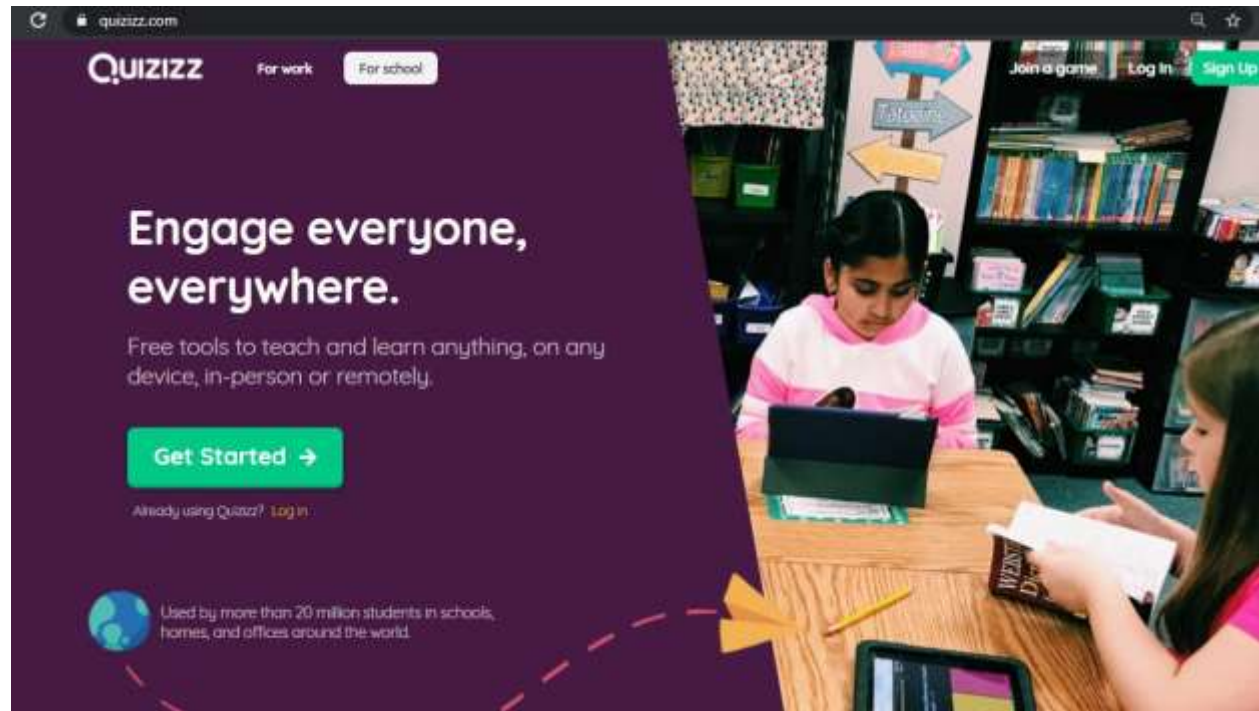 quizizz.com
QUIZIZZ
For work
For school
Join a game
Log In
Sign Up
Tatooine
Engage everyone,
everywhere.
Free tools to teach and learn anything, on any
device, in-person or remotely.
Get Started →
Already using Quizizz? Log in
Used by more than 20 million students in schools,
homes, and offices around the world.